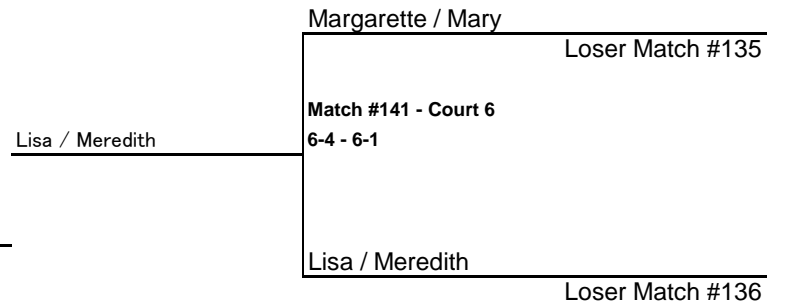 Margarette / Mary
Loser Match #135
Match #141 - Court 6
Lisa / Meredith
6-4 - 6-1
Lisa / Meredith
Loser Match #136